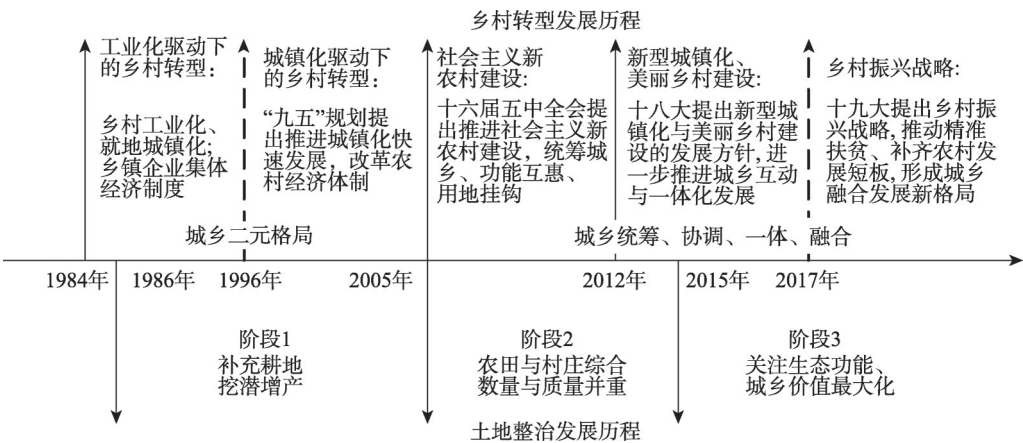 乡村转型发展历程
工业化驱动下
的乡村转型：
乡村工业化、
就地城镇化;
乡镇企业集体
经济制度
城镇化驱动下
的乡村转型：
“九五”规划提
出推进城镇化快
速发展，改革农
村经济体制
社会主义新
农村建设:
十六届五中全会提
出推进社会主义新
农村建设，统筹城
乡、功能互惠、
用地挂钩
新型城镇化、
美丽乡村建设:
十八大提出新型城
镇化与美丽乡村建
设的发展方针,进
一步推进城乡互动
与一体化发展
乡村振兴战略:
十九大提出乡村振
兴战略,推动精准
扶贫、补齐农村发
展短板,形成城乡
融合发展新格局
城乡二元格局
城乡统筹、协调、一体、融合
1984年
1986年
1996年
2005年
2012年
2015年
2017年
阶段1
补充耕地
挖潜增产
阶段2
农田与村庄综合
数量与质量并重
阶段3
关注生态功能、
城乡价值最大化
土地整治发展历程